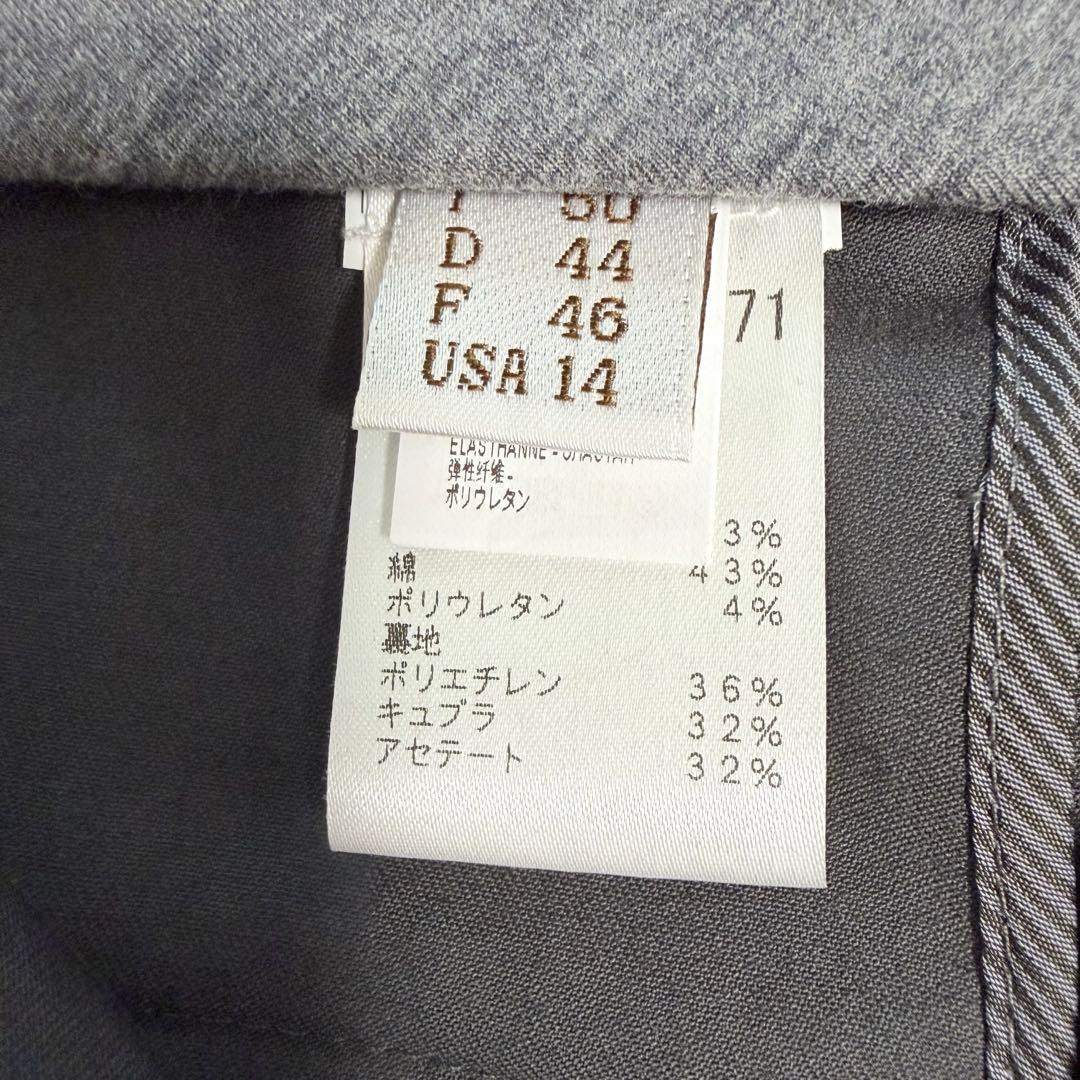 D 44
F 46
USA 14
71
弹性纤维-
ポリウレタン
3%
綿 43%
ポリウレタン 4%
裏地
ポリエチレン 36%
キュプラ 32%
アセテート 32%